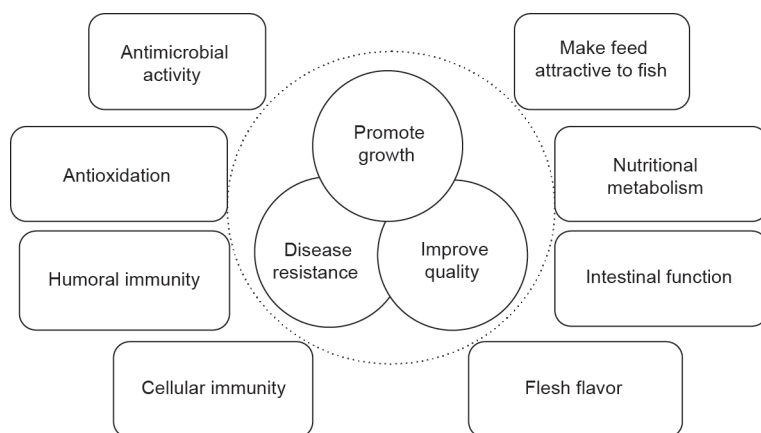 Antimicrobial
activity
Make feed
attractive to fish
Promote
growth
Antioxidation
Nutritional
metabolism
Disease
resistance
Improve
quality
Humoral immunity
Intestinal function
Cellular immunity
Flesh flavor